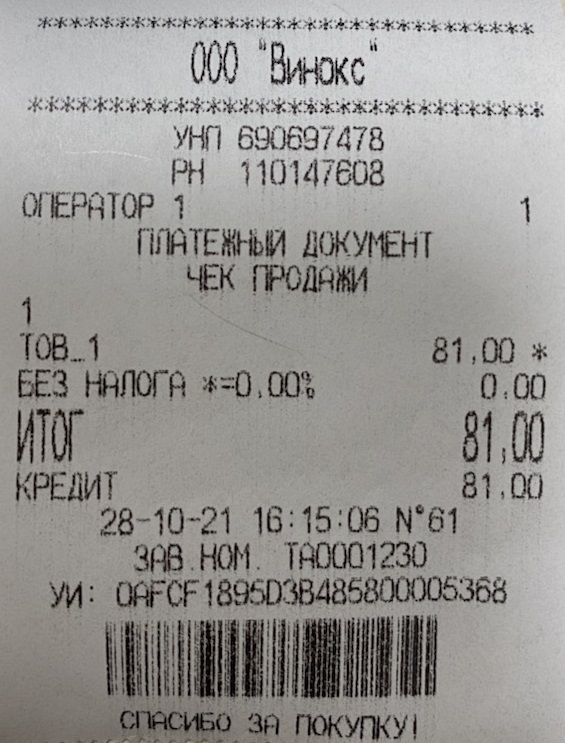 ************************************
ООО "Винокс"
************************************
УНП 690697478
РН 110147608
ОПЕРАТОР 1 1
ПЛАТЕЖНЫЙ ДОКУМЕНТ
ЧЕК ПРОДАЖИ
1
ТОВ_1 81,00 *
БЕЗ НАЛОГА *=0,00% 0.00
ИТОГ 81,00
КРЕДИТ 81.00
28-10-21 16:15:06 N°61
ЗАВ.НОМ. TA0001230
УИ: 0AFCF1895D3B485800005368
СПАСИБО ЗА ПОКУПКУ!